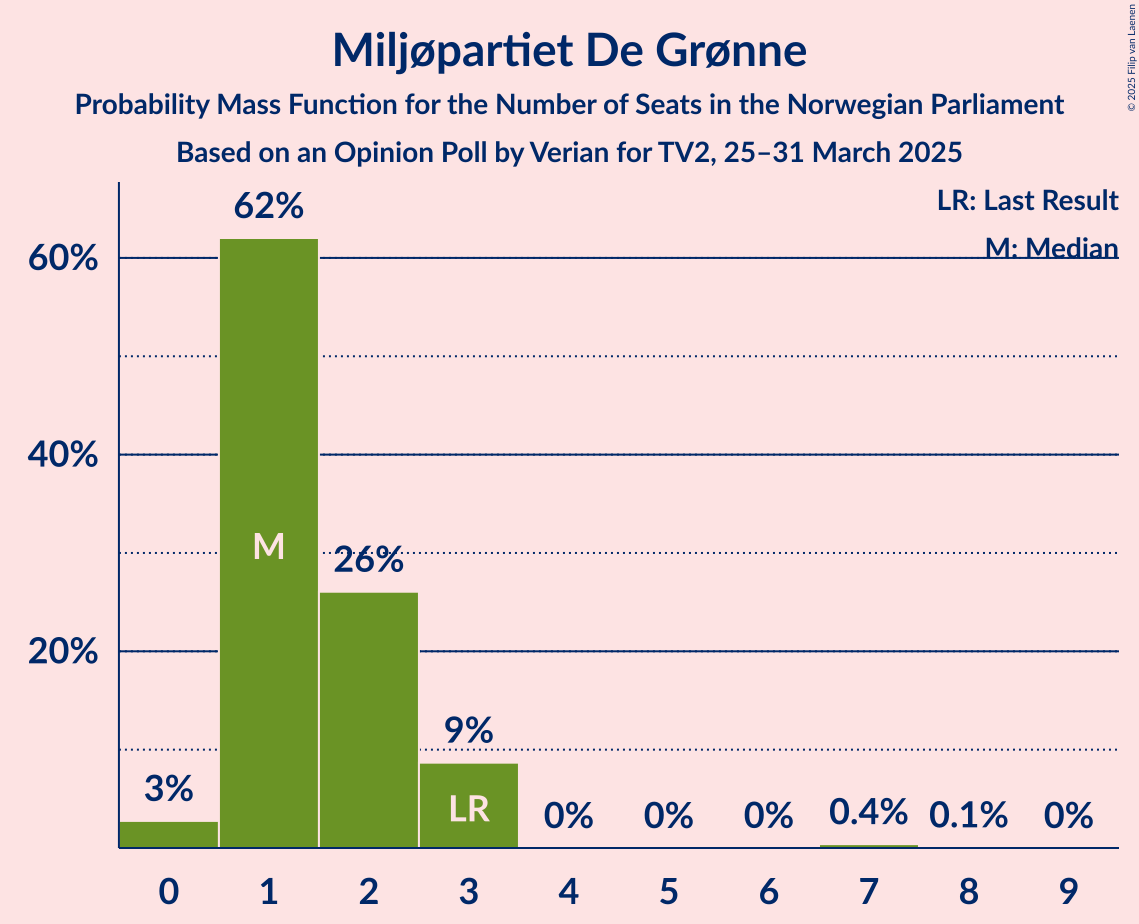 Miljøpartiet De Grønne
Probability Mass Function for the Number of Seats in the Norwegian Parliament
Based on an Opinion Poll by Verian for TV2, 25–31 March 2025
© 2025 Filip van Laenen
LR: Last Result
M: Median
60%
40%
20%
3%
62%
M
26%
9%
LR
0%
0%
0%
0.4%
0.1%
0%
0 1 2 3 4 5 6 7 8 9